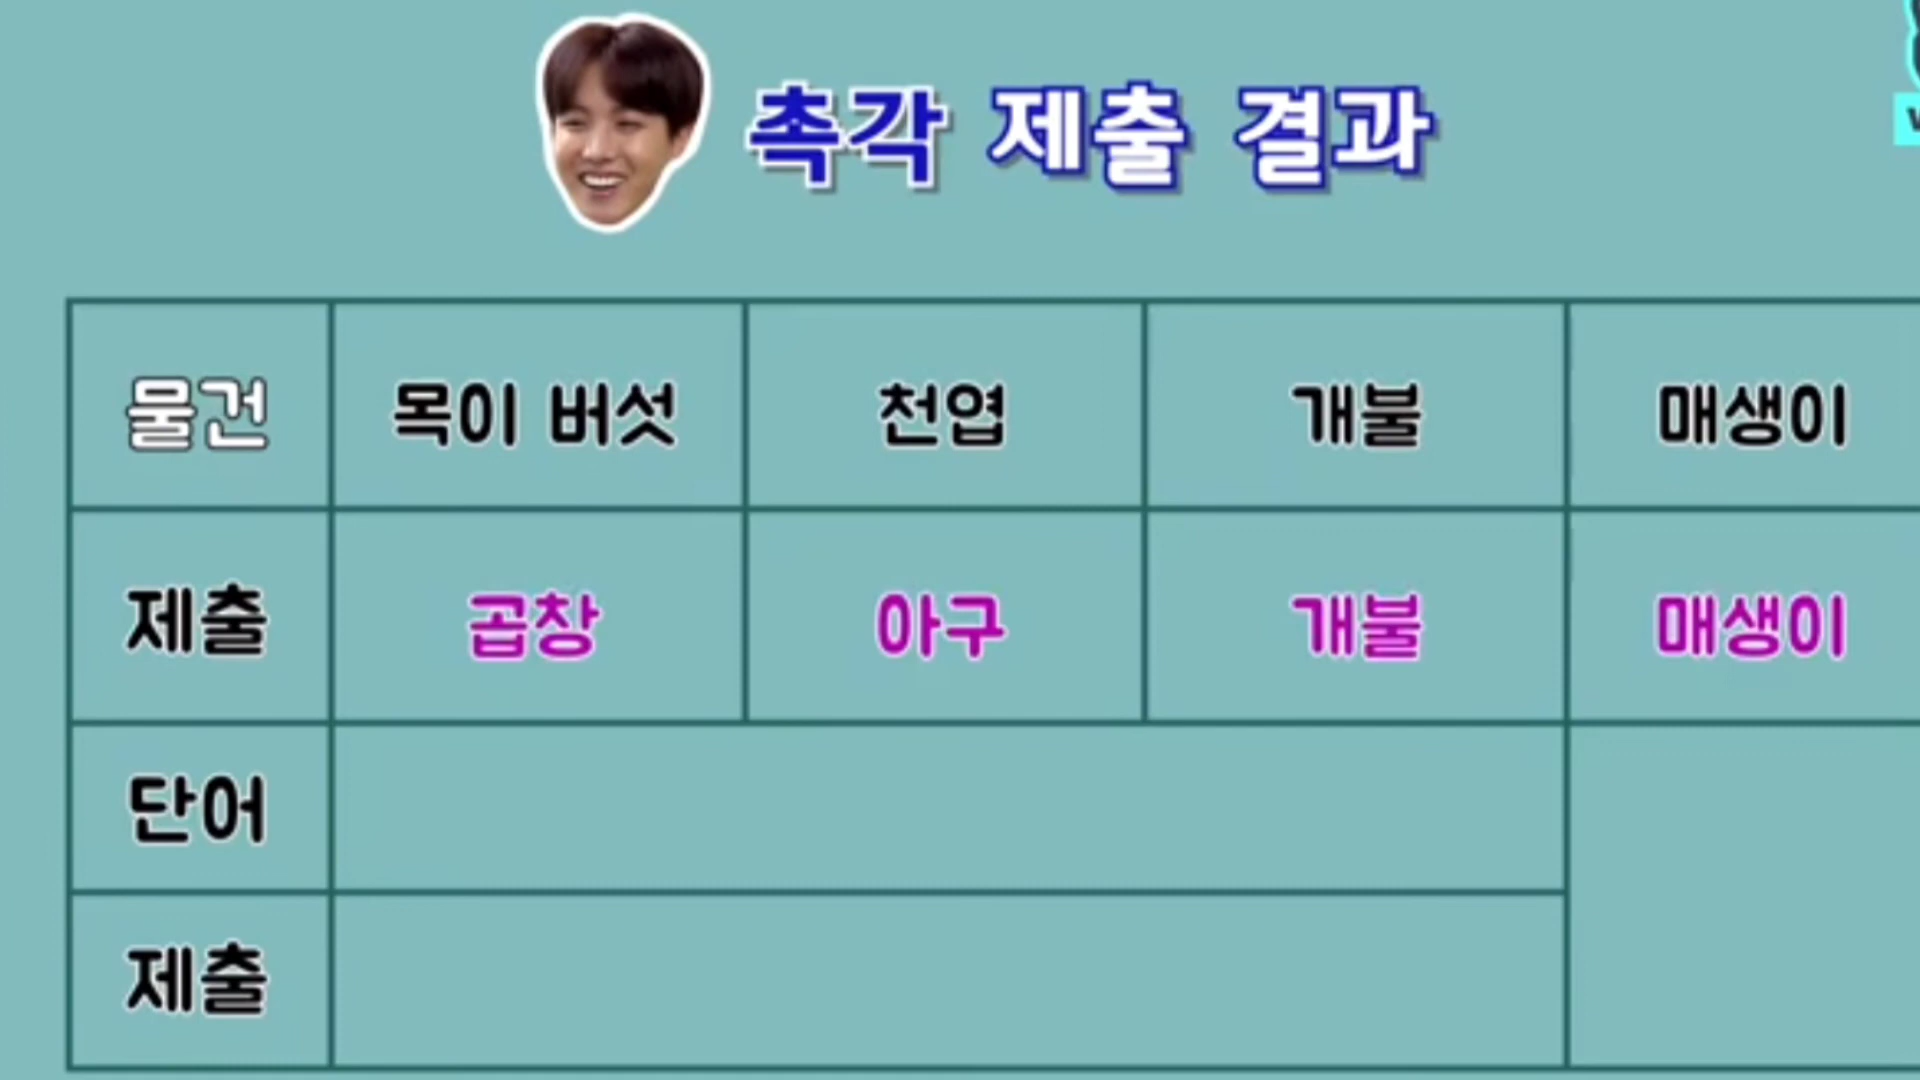 촉각 제출 결과
물건 목이 버섯 천엽 개불 매생이
제출 곱창 아구 개불 매생이
단어
제출